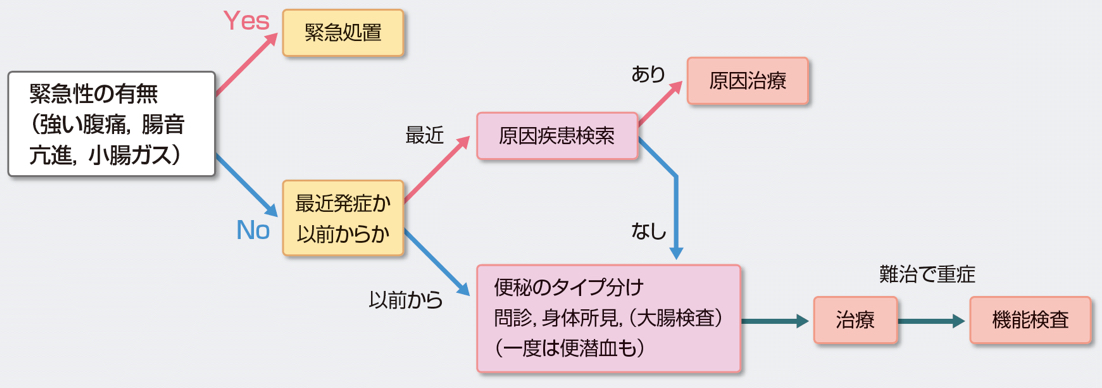 Yes
緊急処置
緊急性の有無
（強い腹痛, 腸音
亢進, 小腸ガス）
No
最近発症か
以前からか
最近
原因疾患検索
あり
原因治療
なし
以前から
便秘のタイプ分け
問診, 身体所見,（大腸検査）
（一度は便潜血も）
治療
難治で重症
機能検査